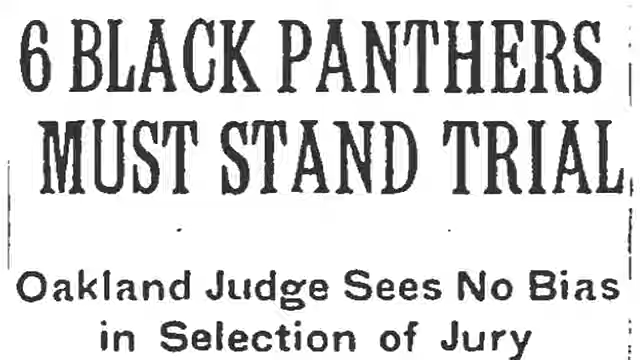 6 BLACK PANTHERS
MUST STAND TRIAL
Oakland Judge Sees No Bias
in Selection of Jury